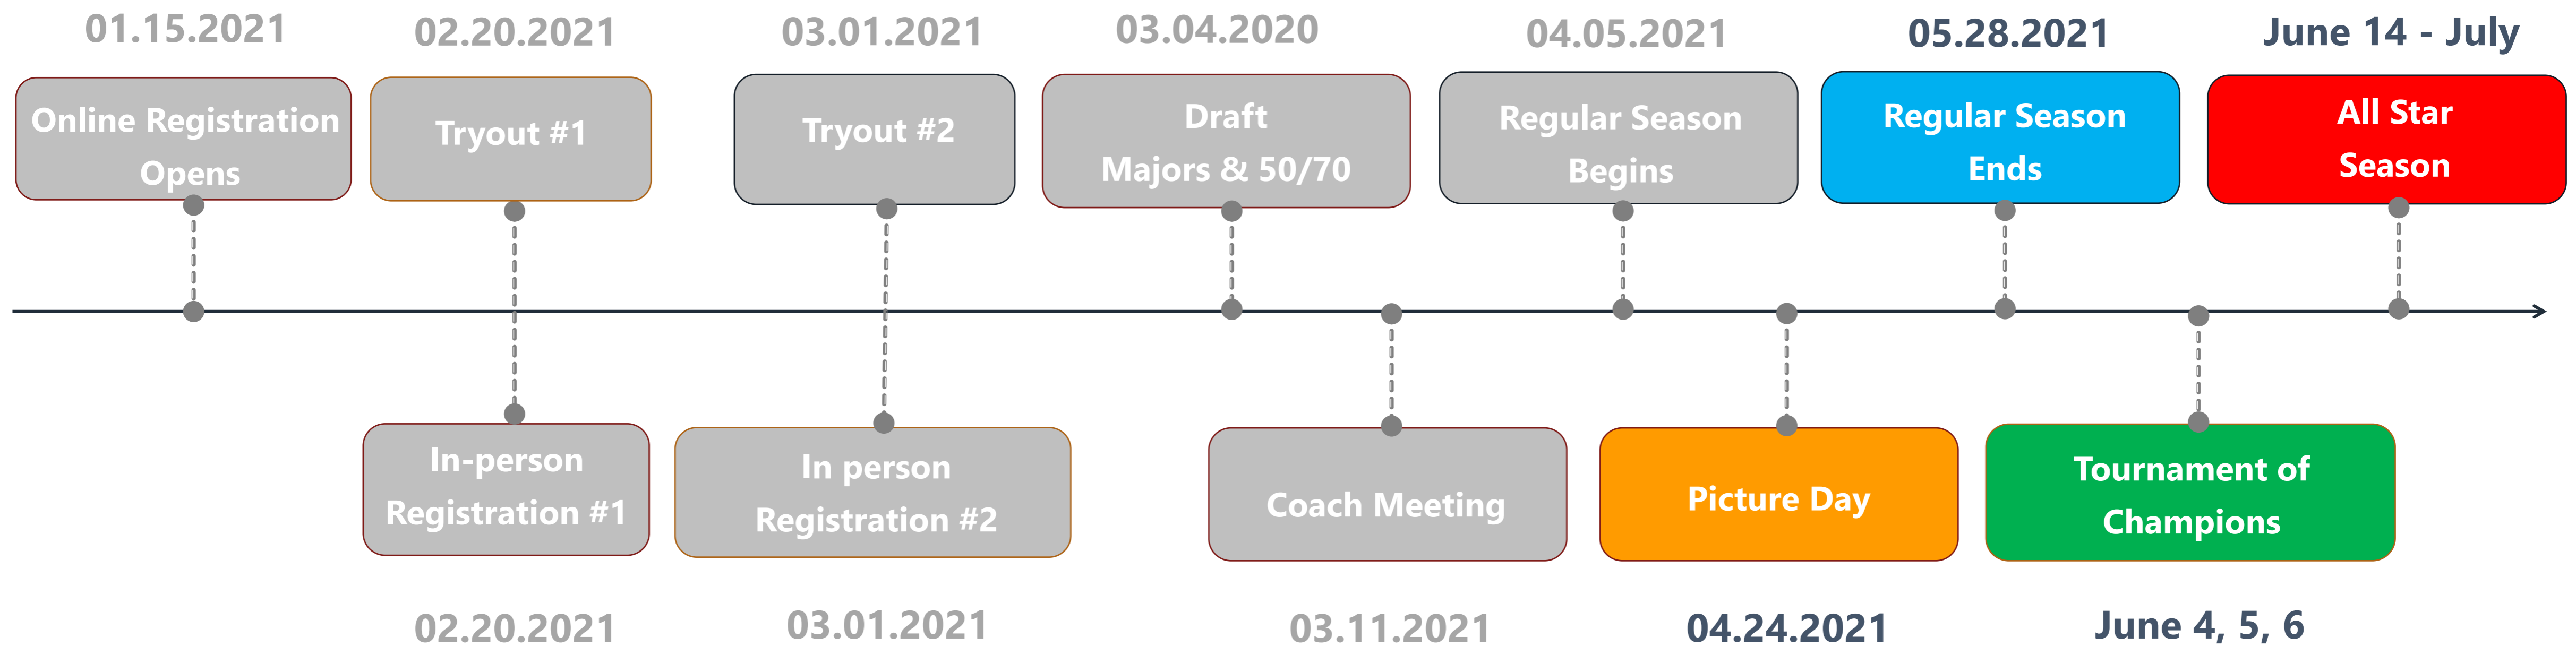 01.15.2021
Online Registration
Opens
02.20.2021
Tryout #1
03.01.2021
Tryout #2
03.04.2020
Draft
Majors & 50/70
04.05.2021
Regular Season
Begins
05.28.2021
Regular Season
Ends
June 14 - July
All Star
Season
In-person
Registration #1
02.20.2021
In person
Registration #2
03.01.2021
Coach Meeting
03.11.2021
Picture Day
04.24.2021
Tournament of
Champions
June 4, 5, 6